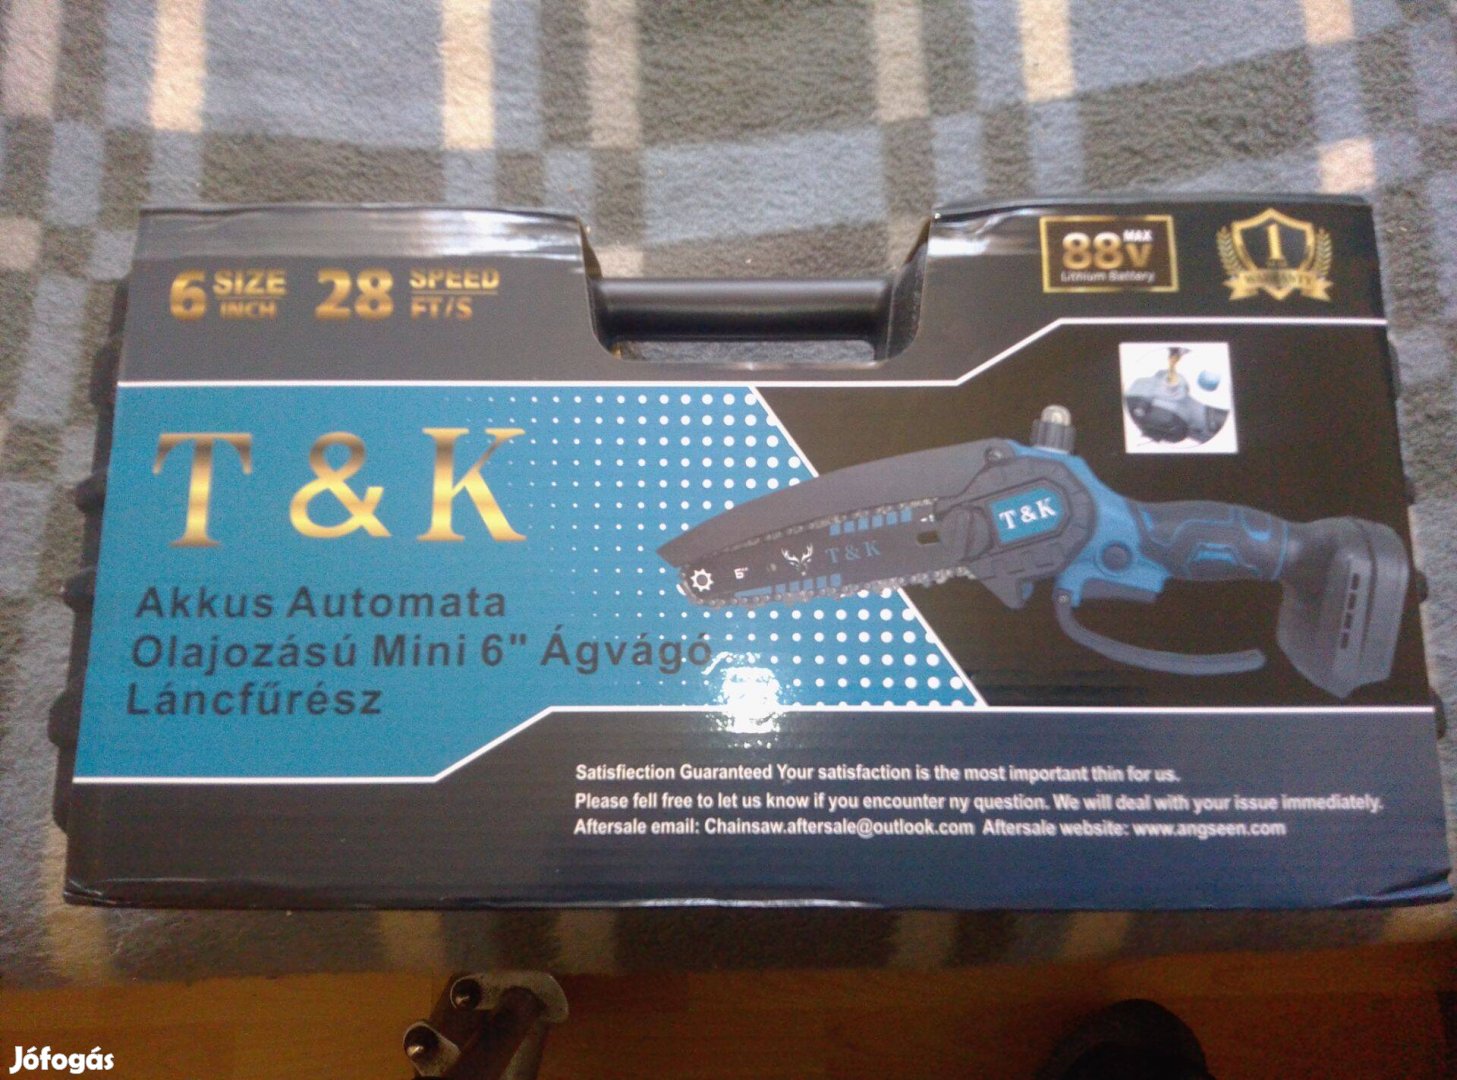 6 SIZE INCH 28 SPEED FT/S
88V MAX
Lithium Battery
1
T & K
Akkus Automata
Olajozású Mini 6" Ágvágó
Láncfűrész
T & K
6"
T & K
Satisfiection Guaranteed Your satisfaction is the most important thin for us.
Please fell free to let us know if you encounter ny question. We will deal with your issue immediately.
Aftersale email: Chainsaw.aftersale@outlook.com Aftersale website: www.angseen.com
Jófogás